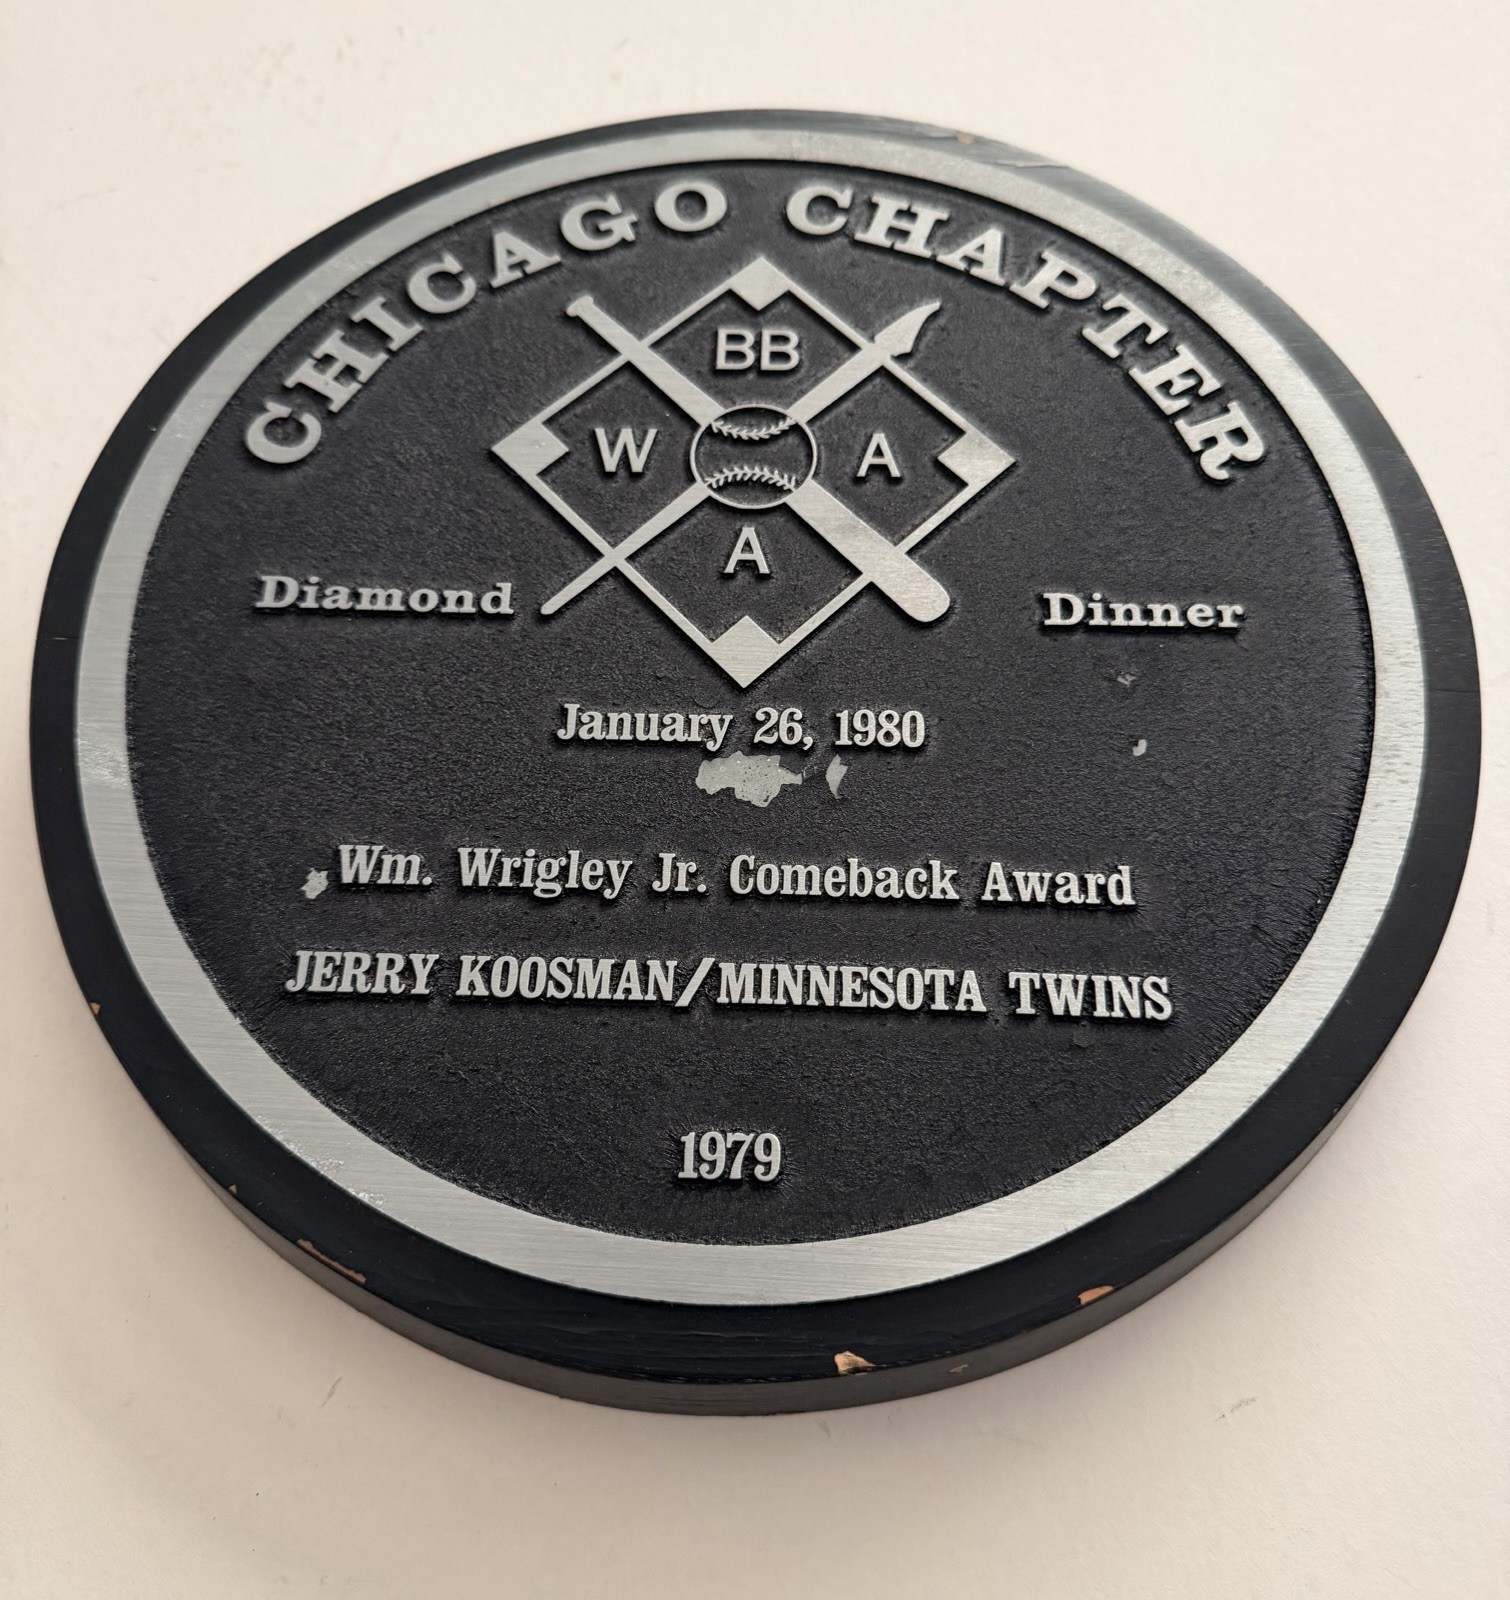 CHICAGO CHAPTER
BB
W A
A
Diamond Dinner
January 26, 1980
Wm. Wrigley Jr. Comeback Award
JERRY KOOSMAN/MINNESOTA TWINS
1979